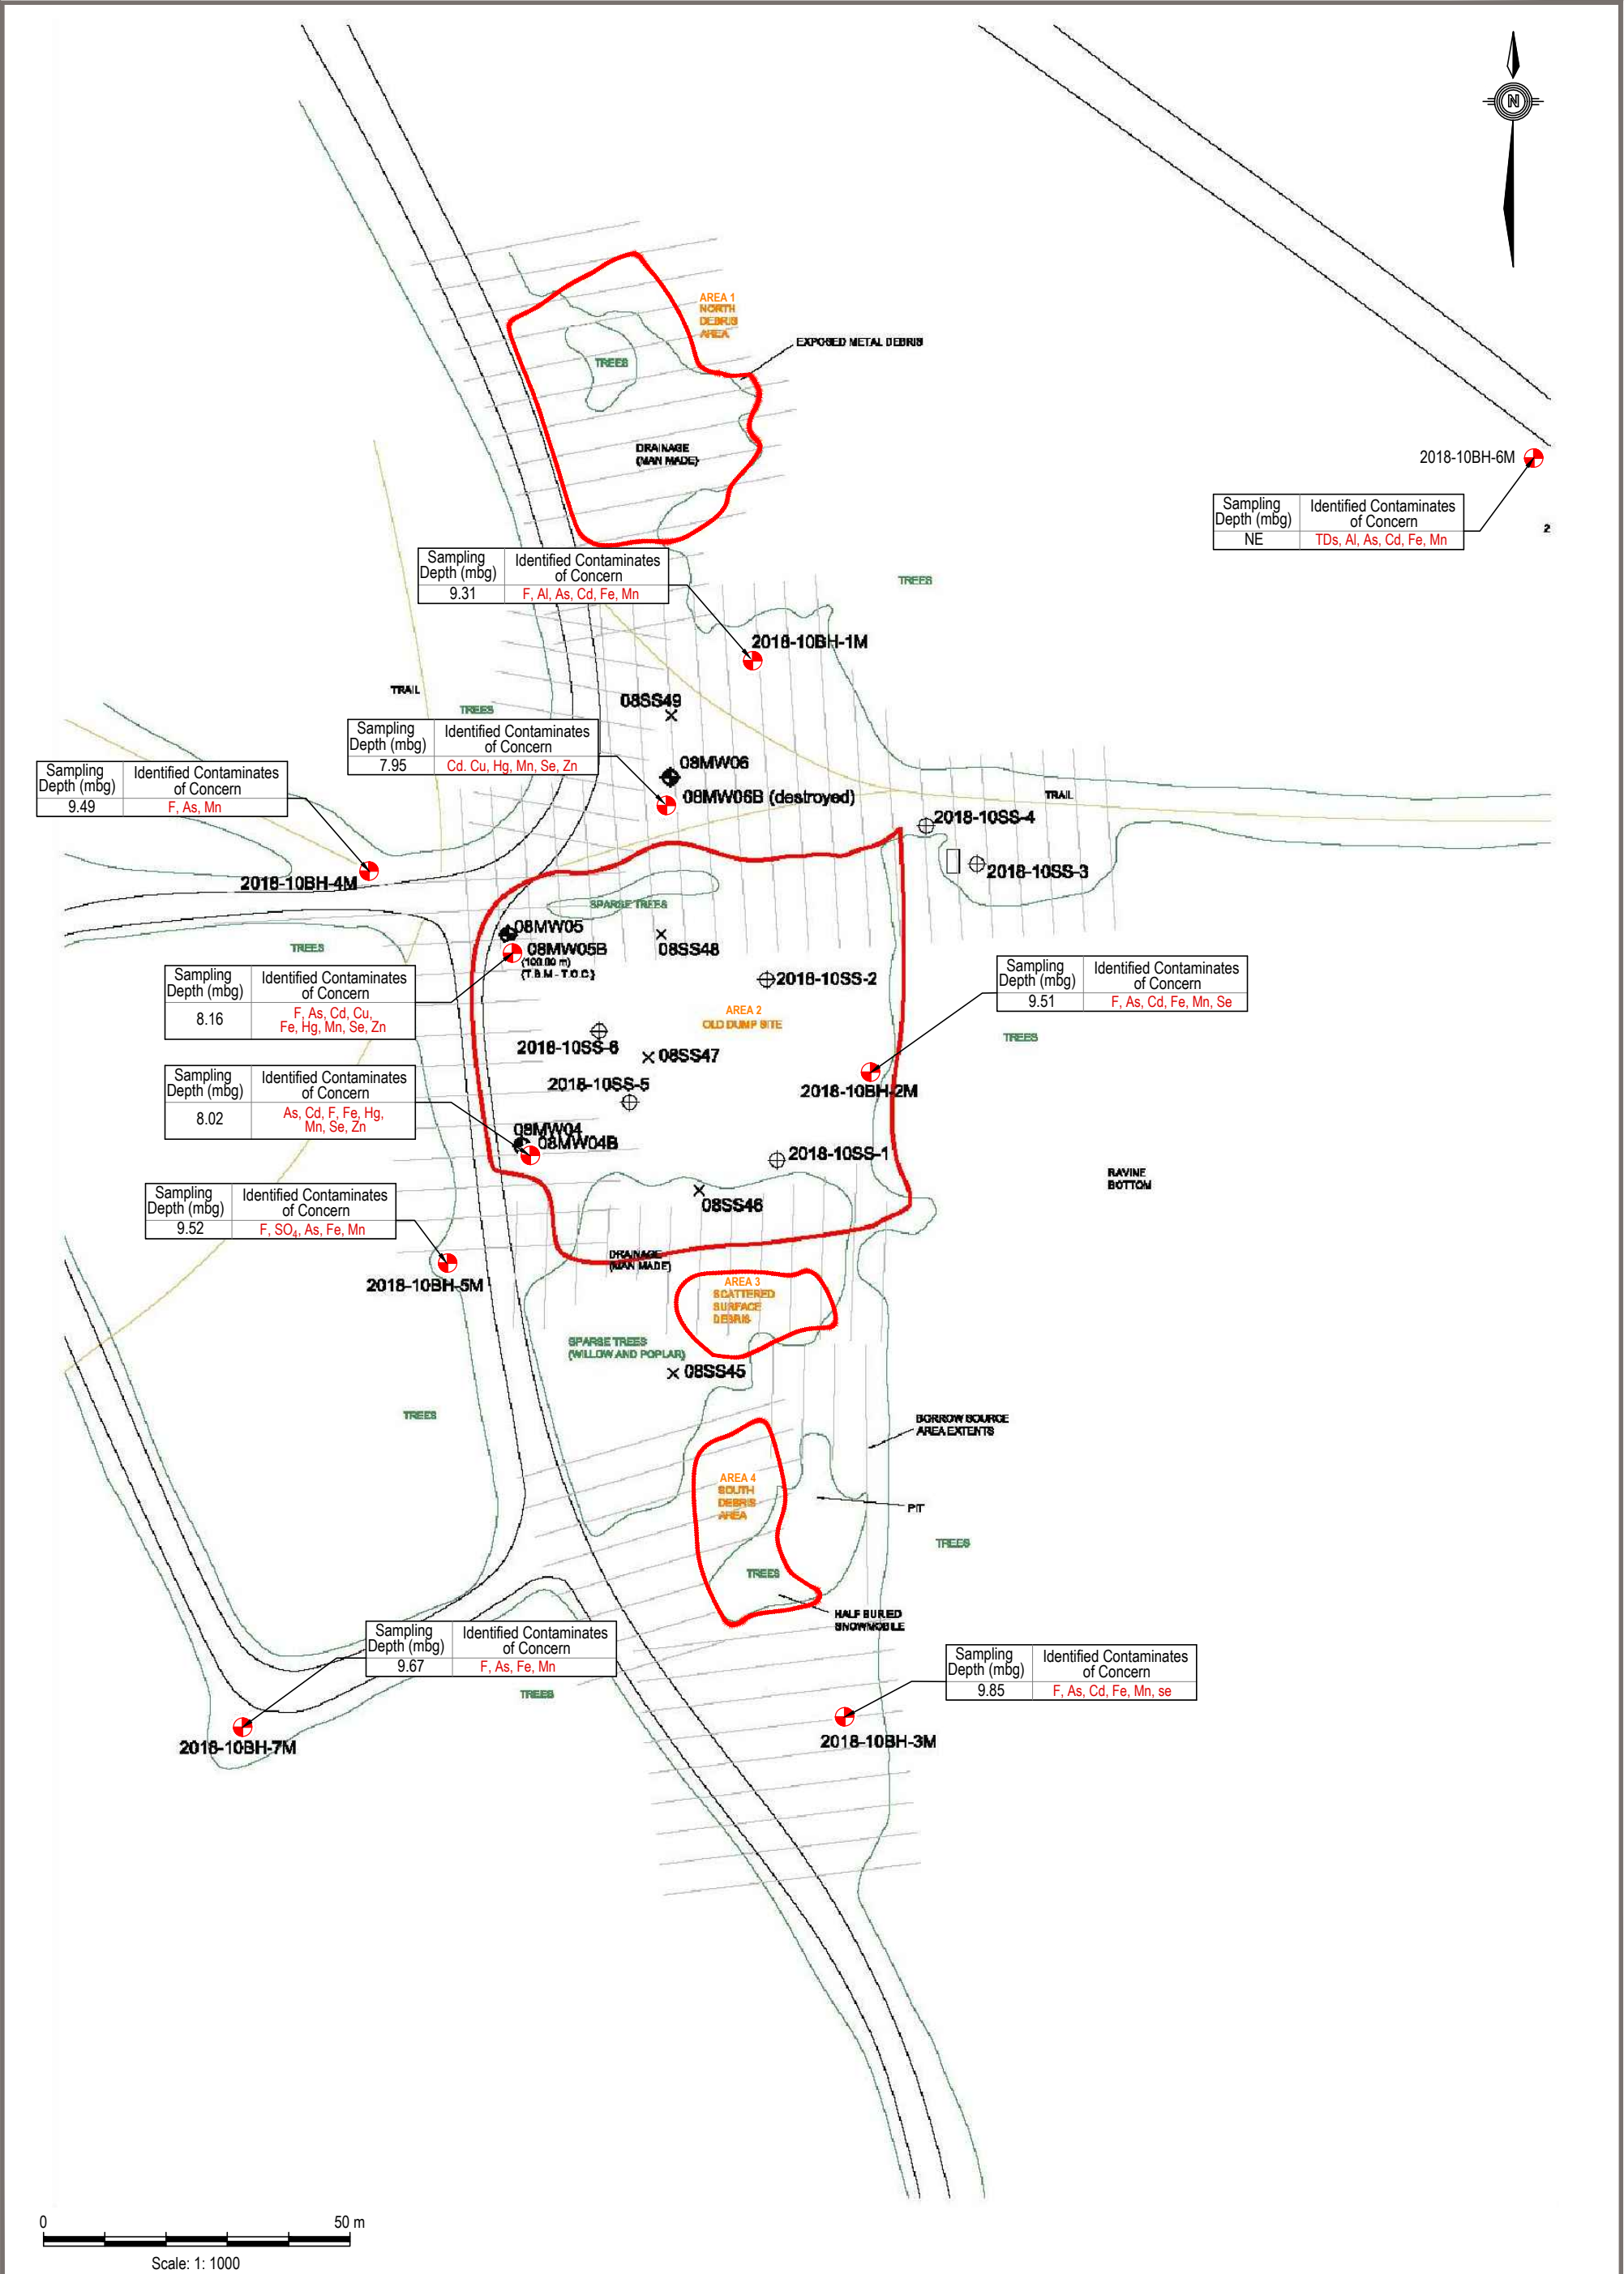 N
AREA 1
NORTH
DEBRIS
AREA
EXPOSED METAL DEBRIS
TREES
DRAINAGE
(MAN MADE)
2018-10BH-6M
Sampling Depth (mbg) Identified Contaminates of Concern
NE TDs, Al, As, Cd, Fe, Mn
2
Sampling Depth (mbg) Identified Contaminates of Concern
9.31 F, Al, As, Cd, Fe, Mn
TREES
2018-10BH-1M
TRAIL
08SS49
TREES
Sampling Depth (mbg) Identified Contaminates of Concern
7.95 Cd. Cu, Hg, Mn, Se, Zn
08MW06
08MW06B (destroyed)
TRAIL
Sampling Depth (mbg) Identified Contaminates of Concern
9.49 F, As, Mn
2018-10SS-4
2018-10SS-3
2018-10BH-4M
SPARSE TREES
08MW05
08MW05B
(100.00 m)
(T.B.M - T.O.C)
08SS48
TREES
2018-10SS-2
Sampling Depth (mbg) Identified Contaminates of Concern
8.16 F, As, Cd, Cu,
Fe, Hg, Mn, Se, Zn
Sampling Depth (mbg) Identified Contaminates of Concern
9.51 F, As, Cd, Fe, Mn, Se
AREA 2
OLD DUMP SITE
TREES
2018-10SS-6
08SS47
2018-10SS-5
2018-10BH-2M
Sampling Depth (mbg) Identified Contaminates of Concern
8.02 As, Cd, F, Fe, Hg,
Mn, Se, Zn
08MW04
08MW04B
2018-10SS-1
RAVINE
BOTTOM
08SS46
Sampling Depth (mbg) Identified Contaminates of Concern
9.52 F, SO₄, As, Fe, Mn
2018-10BH-5M
DRAINAGE
(MAN MADE)
AREA 3
SCATTERED
SURFACE
DEBRIS
SPARSE TREES
(WILLOW AND POPLAR)
08SS45
TREES
BORROW SOURCE
AREA EXTENTS
AREA 4
SOUTH
DEBRIS
AREA
PIT
TREES
TREES
HALF BURIED
SNOWMOBILE
Sampling Depth (mbg) Identified Contaminates of Concern
9.67 F, As, Fe, Mn
TREES
Sampling Depth (mbg) Identified Contaminates of Concern
9.85 F, As, Cd, Fe, Mn, se
2018-10BH-7M
2018-10BH-3M
0 50 m
Scale: 1: 1000